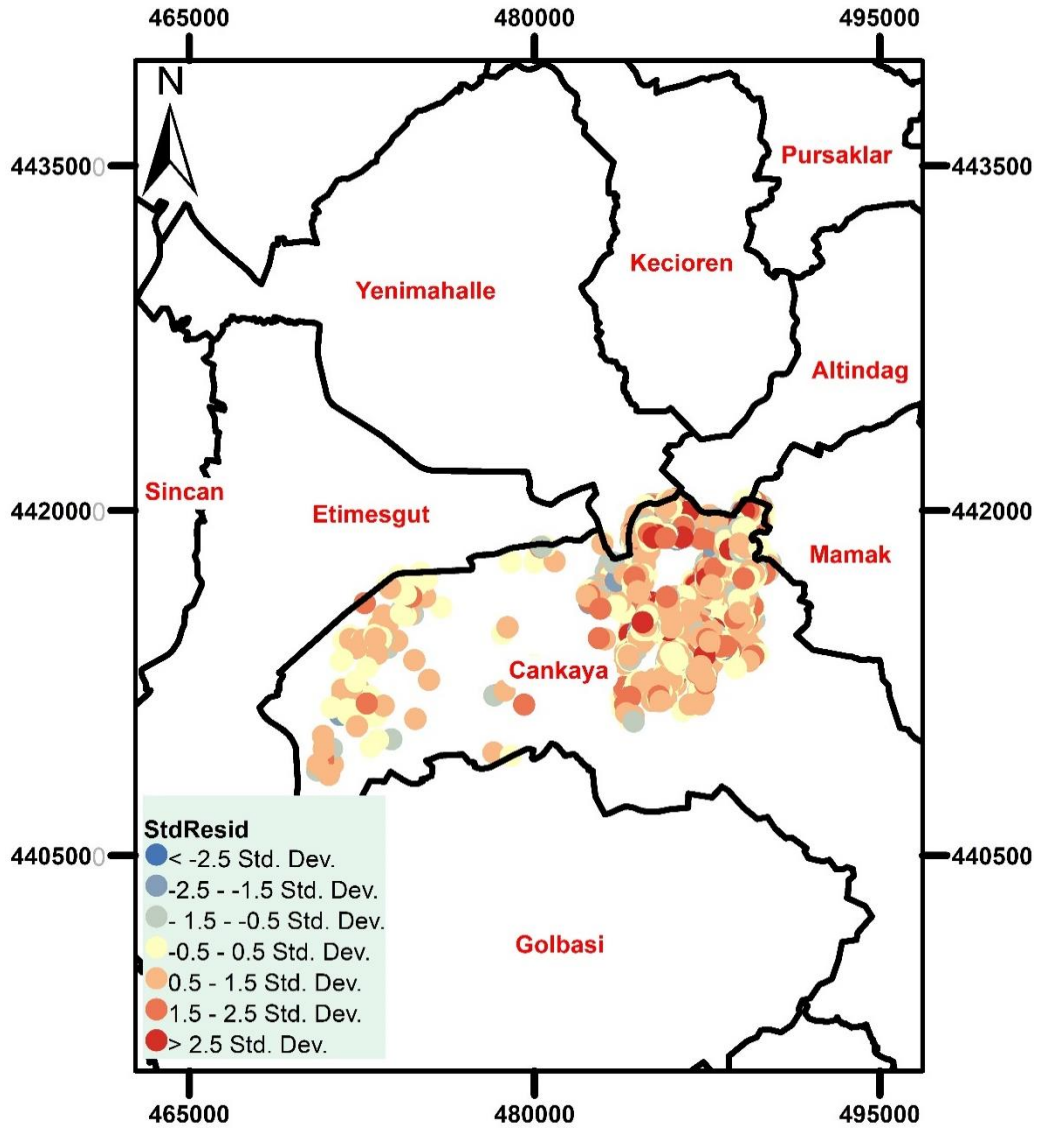 465000 480000 495000
N
Pursaklar
4435000 443500
Kecioren
Yenimahalle
Altindag
Sincan
4420000 442000
Etimesgut
Mamak
Cankaya
StdResid
4405000 440500
< -2.5 Std. Dev.
-2.5 - -1.5 Std. Dev.
- 1.5 - -0.5 Std. Dev.
-0.5 - 0.5 Std. Dev.
Golbasi
0.5 - 1.5 Std. Dev.
1.5 - 2.5 Std. Dev.
> 2.5 Std. Dev.
465000 480000 495000